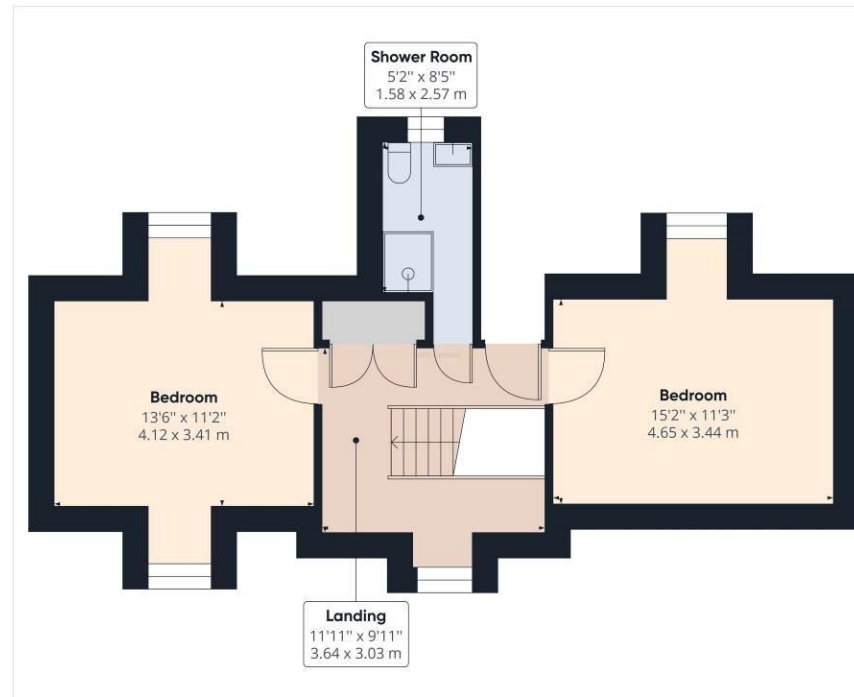 Shower Room
5'2" x 8'5"
1.58 x 2.57 m
Bedroom
13'6" x 11'2"
4.12 x 3.41 m
Bedroom
15'2" x 11'3"
4.65 x 3.44 m
Landing
11'11" x 9'11"
3.64 x 3.03 m